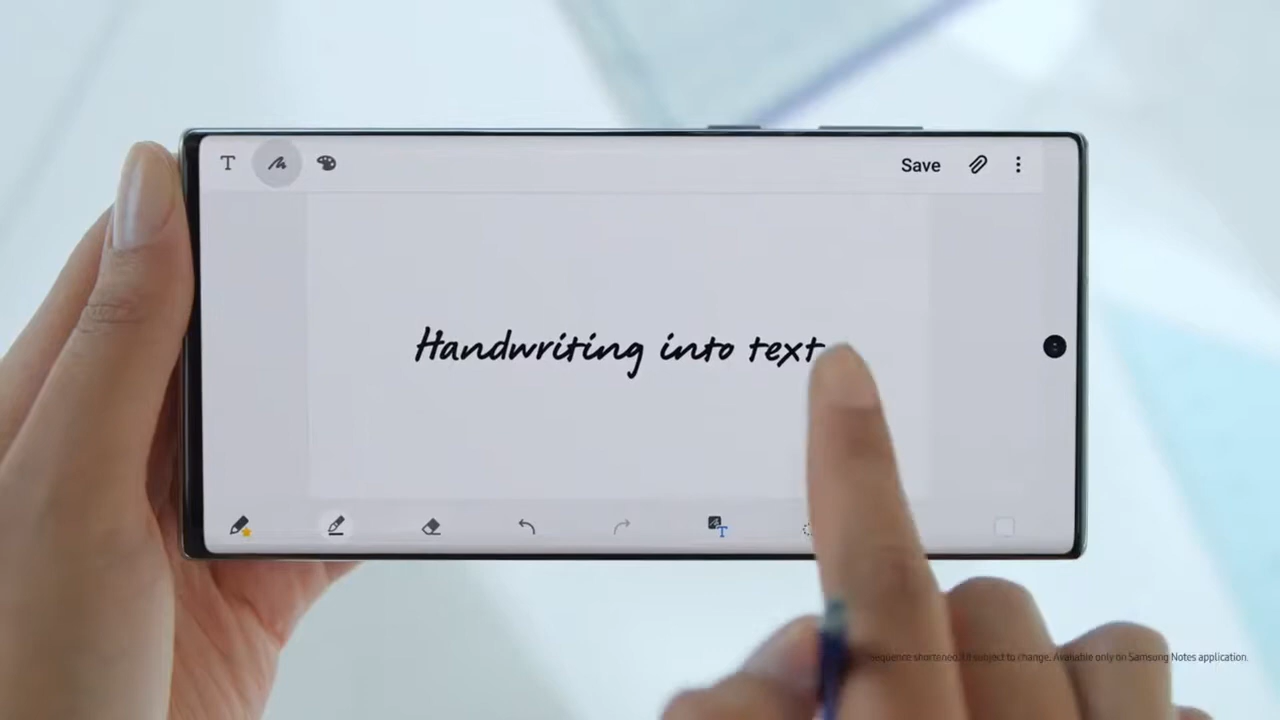 T
Save
Handwriting into text
T
Sequence shortened. UI subject to change. Available only on Samsung Notes application.